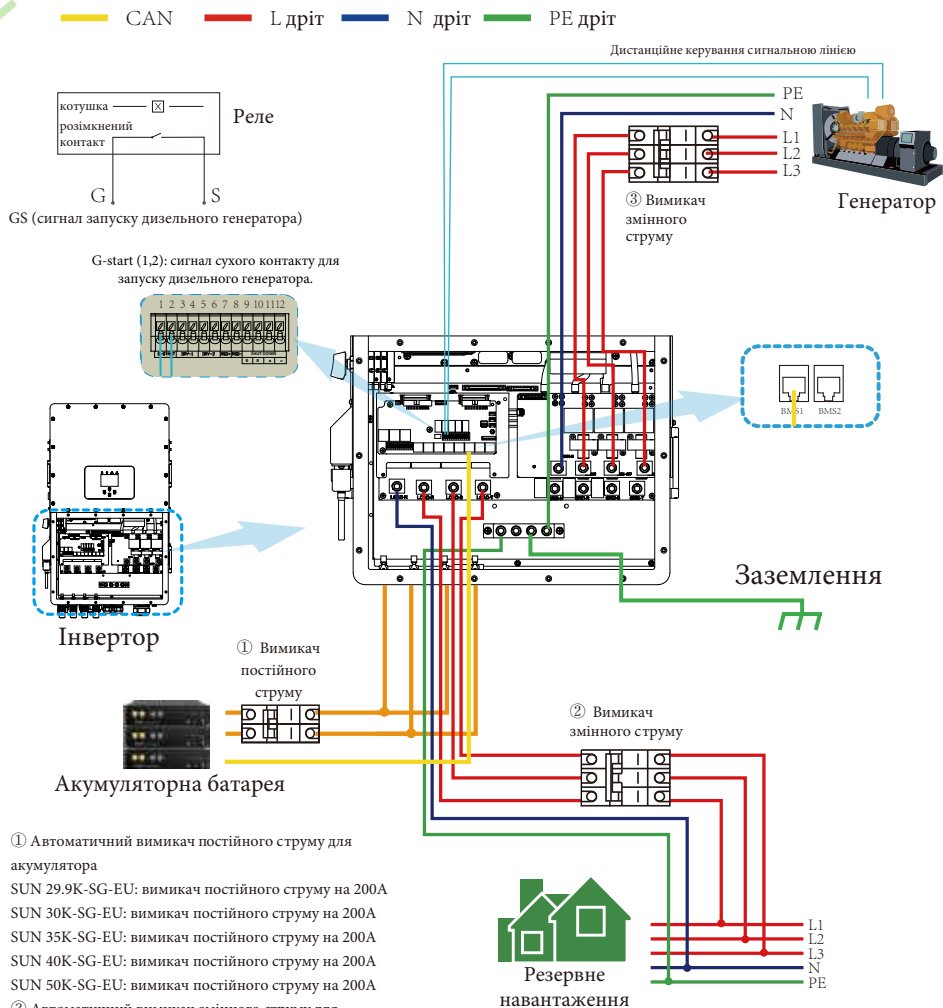 CAN L дріт N дріт PE дріт
Дистанційне керування сигнальною лінією
котушка
розімкнений
контакт
Реле
G S
GS (сигнал запуску дизельного генератора)
PE
N
L1
L2
L3
Генератор
③ Вимикач
змінного
струму
G-start (1,2): сигнал сухого контакту для
запуску дизельного генератора.
1 2 3 4 5 6 7 8 9 10 11 12
BMS1 BMS2
Інвертор
Заземлення
① Вимикач
постійного
струму
② Вимикач
змінного струму
Акумуляторна батарея
① Автоматичний вимикач постійного струму для
акумулятора
SUN 29.9K-SG-EU: вимикач постійного струму на 200А
SUN 30K-SG-EU: вимикач постійного струму на 200А
SUN 35K-SG-EU: вимикач постійного струму на 200А
SUN 40K-SG-EU: вимикач постійного струму на 200А
SUN 50K-SG-EU: вимикач постійного струму на 200А
Резервне
навантаження
L1
L2
L3
N
PE